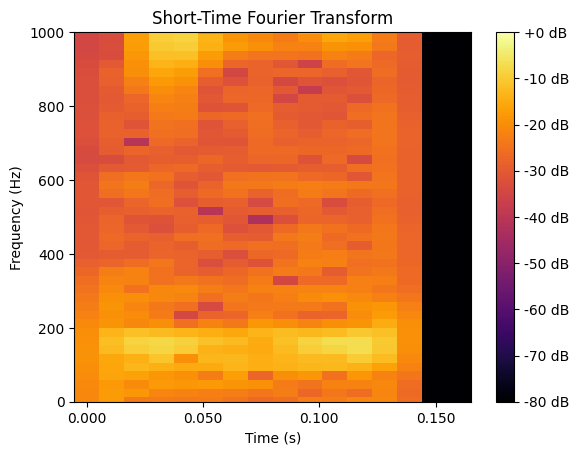 Short-Time Fourier Transform
1000
800
600
400
200
0
Frequency (Hz)
0.000
0.050
0.100
0.150
Time (s)
+0 dB
-10 dB
-20 dB
-30 dB
-40 dB
-50 dB
-60 dB
-70 dB
-80 dB